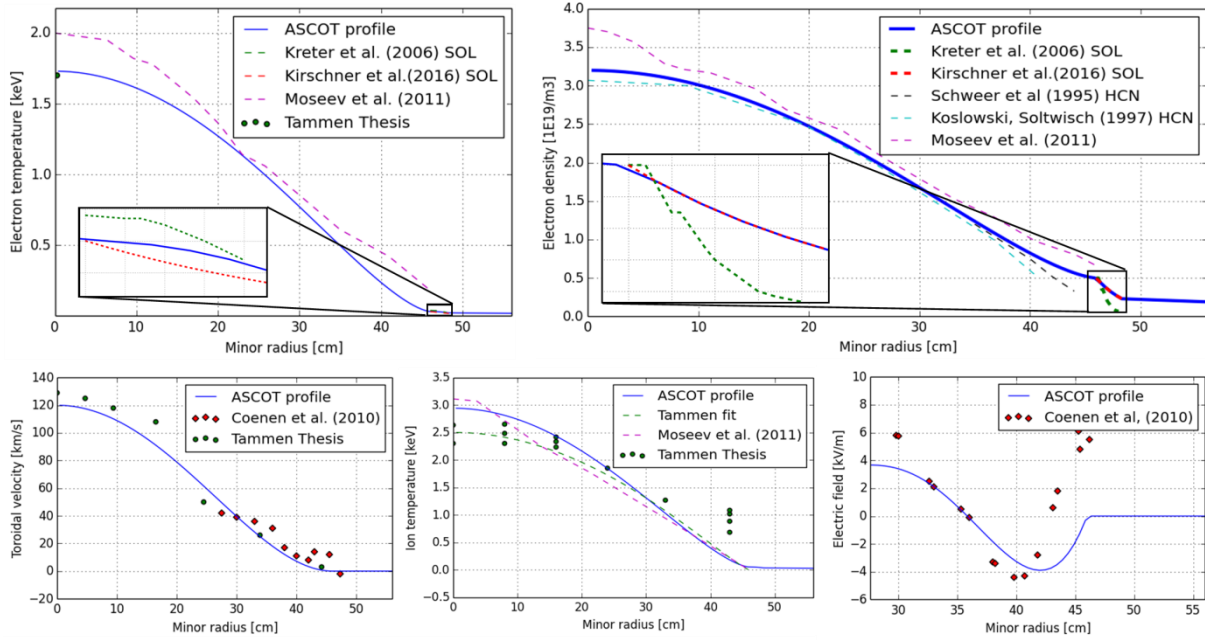 2.0
1.5
1.0
0.5
0
10
20
30
40
50
Electron temperature [keV]
Minor radius [cm]
ASCOT profile
Kreter et al. (2006) SOL
Kirschner et al.(2016) SOL
Moseev et al. (2011)
Tammen Thesis
4.0
3.5
3.0
2.5
2.0
1.5
1.0
0.5
0.0
0
10
20
30
40
50
Electron density [1E19/m3]
Minor radius [cm]
ASCOT profile
Kreter et al. (2006) SOL
Kirschner et al.(2016) SOL
Schweer et al (1995) HCN
Koslowski, Soltwisch (1997) HCN
Moseev et al. (2011)
140
120
100
80
60
40
20
0
−20
0
10
20
30
40
50
Toroidal velocity [km/s]
Minor radius [cm]
ASCOT profile
Coenen et al. (2010)
Tammen Thesis
3.5
3.0
2.5
2.0
1.5
1.0
0.5
0.0
−0.5
0
10
20
30
40
50
Ion temperature [keV]
Minor radius [cm]
ASCOT profile
Tammen fit
Moseev et al. (2011)
Tammen Thesis
10
8
6
4
2
0
−2
−4
−6
30
35
40
45
50
55
Electric field [kV/m]
Minor radius [cm]
ASCOT profile
Coenen et al, (2010)